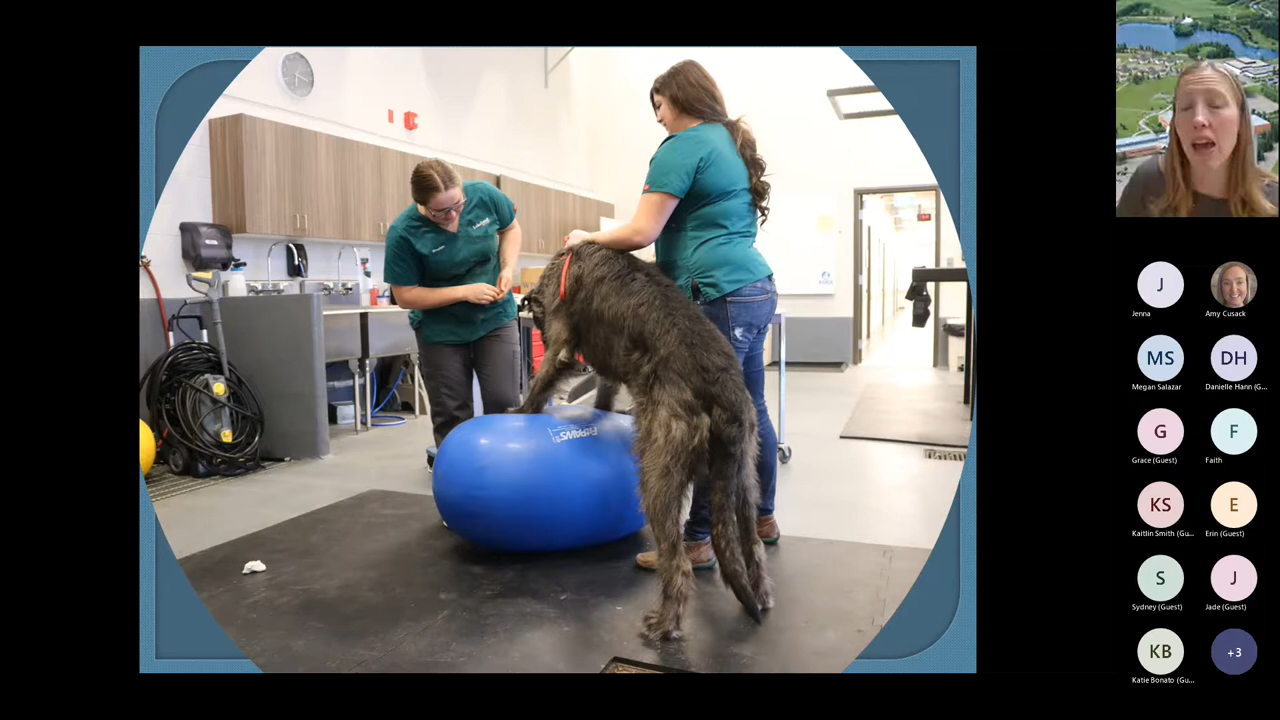 FitPAWS
J
Jenna
Amy Cusack
MS
Megan Salazar
DH
Danielle Hann (G...
G
Grace (Guest)
F
Faith
KS
Kaitlin Smith (Gu...
E
Erin (Guest)
S
Sydney (Guest)
J
Jade (Guest)
KB
Katie Bonato (Gu...
+3